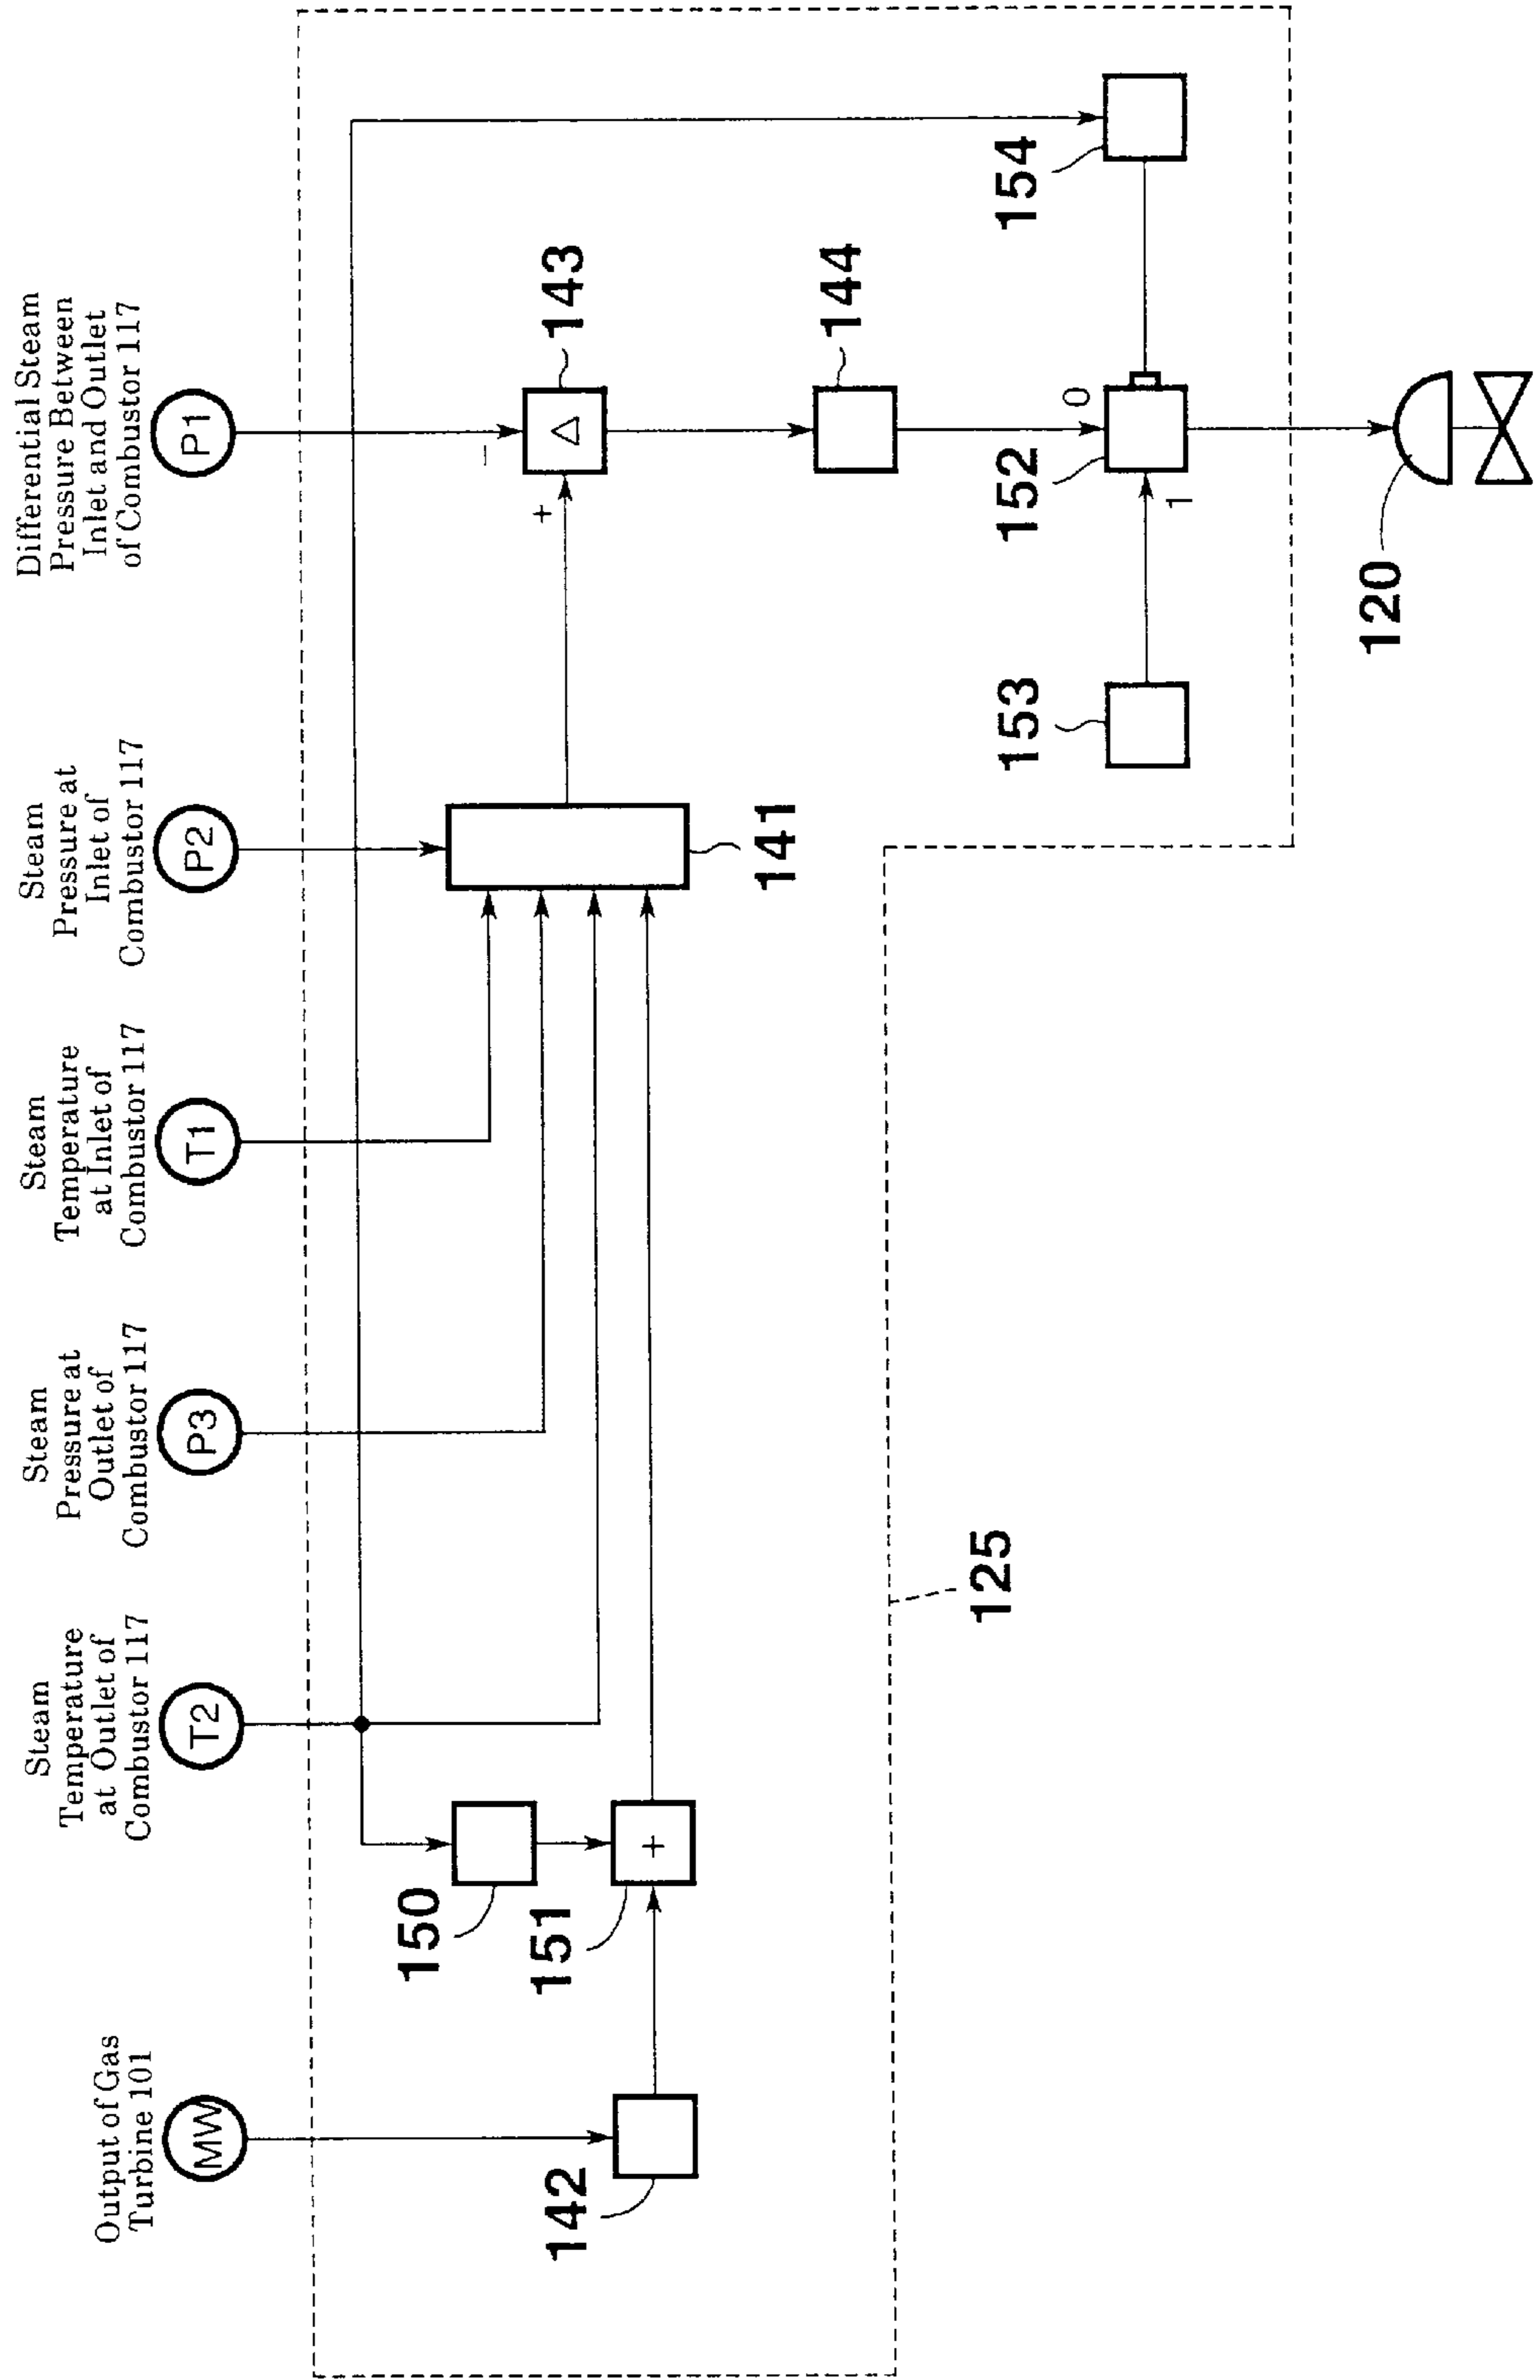 Output of Gas
Turbine 101
Steam
Temperature
at Outlet of
Combustor 117
Steam
Pressure at
Outlet of
Combustor 117
Steam
Temperature
at Inlet of
Combustor 117
Steam
Pressure at
Inlet of
Combustor 117
Differential Steam
Pressure Between
Inlet and Outlet
of Combustor 117
MW
T2
P3
T1
P2
P1
150
142
151
+
141
+
−
Δ
143
144
125
153
152
1
0
154
120